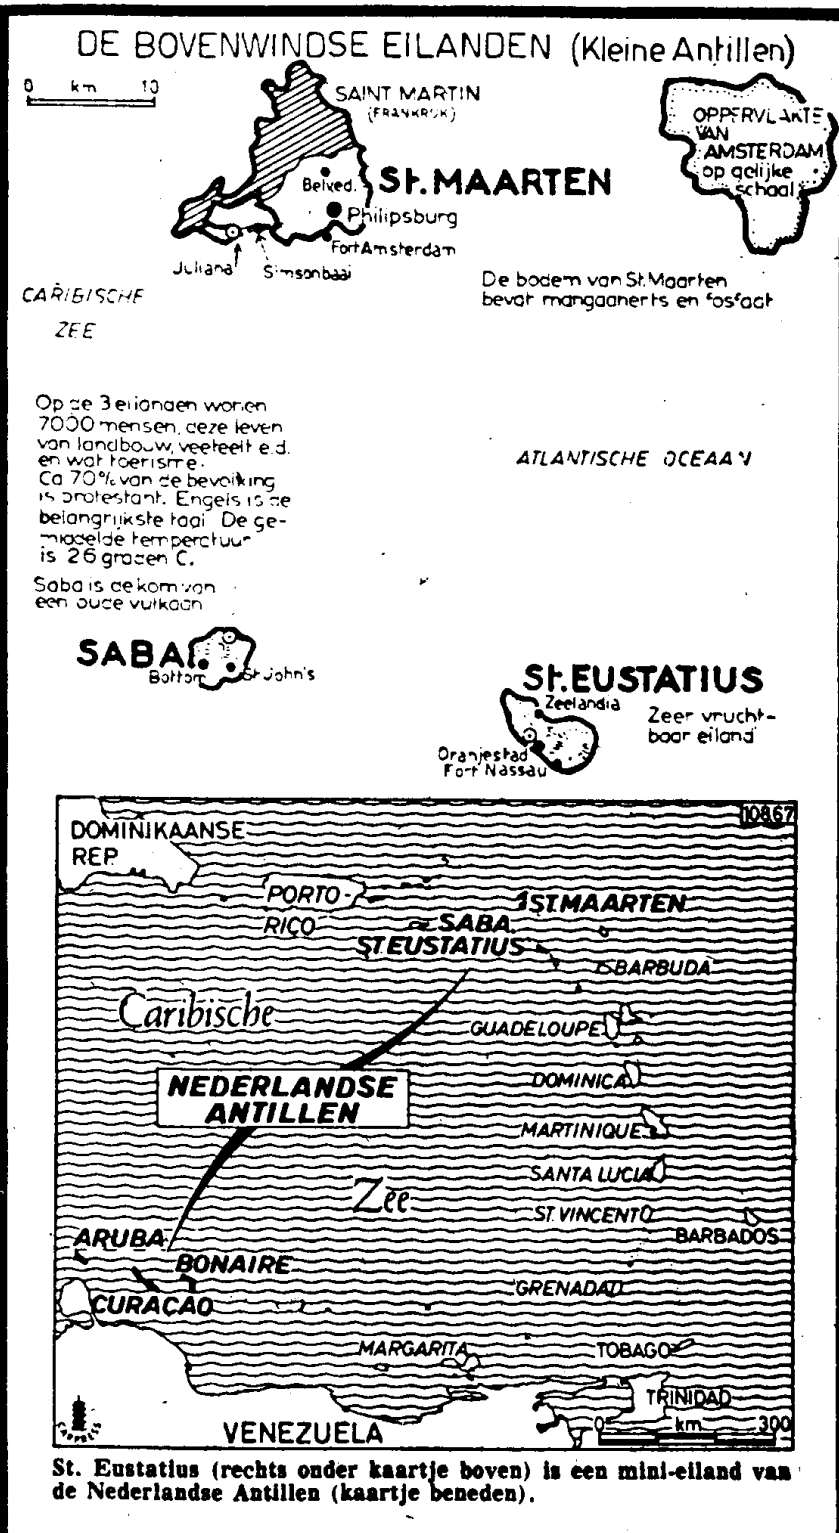 DE BOVENWINDSE EILANDEN (Kleine Antillen)
0 km 10
SAINT MARTIN
(FRANKRIJK)
OPPERVLAKTE
VAN
AMSTERDAM
op gelijke
schaal
Belved.
St. MAARTEN
Philipsburg
Fort Amsterdam
Juliana
Simsonbaai
De bodem van St. Maarten
bevat mangaanerts en fosfaat
CARIBISCHE
ZEE
Op de 3 eilanden wonen
7000 mensen, deze leven
van landbouw, veeteelt e.d.
en wat toerisme.
Ca 70% van de bevolking
is protestant. Engels is de
belangrijkste taal. De ge-
middelde temperatuur
is 26 graden C.
ATLANTISCHE OCEAAN
Saba is de kom van
een oude vulkaan
SABA
Bottom
St. John's
St. EUSTATIUS
Zeelandia
Zeer vrucht-
baar eiland
Oranjestad
Fort Nassau
10867
DOMINIKAANSE
REP.
PORTO-
RICO
ST. MAARTEN
SABA
ST EUSTATIUS
BARBUDA
Caribische
GUADELOUPE
NEDERLANDSE
ANTILLEN
DOMINICA
MARTINIQUE
SANTA LUCIA
Zee
ST. VINCENT
BARBADOS
ARUBA
BONAIRE
CURAÇAO
GRENADA
MARGARITA
TOBAGO
TRINIDAD
0 km. 300
VENEZUELA
St. Eustatius (rechts onder kaartje boven) is een mini-eiland van
de Nederlandse Antillen (kaartje beneden).